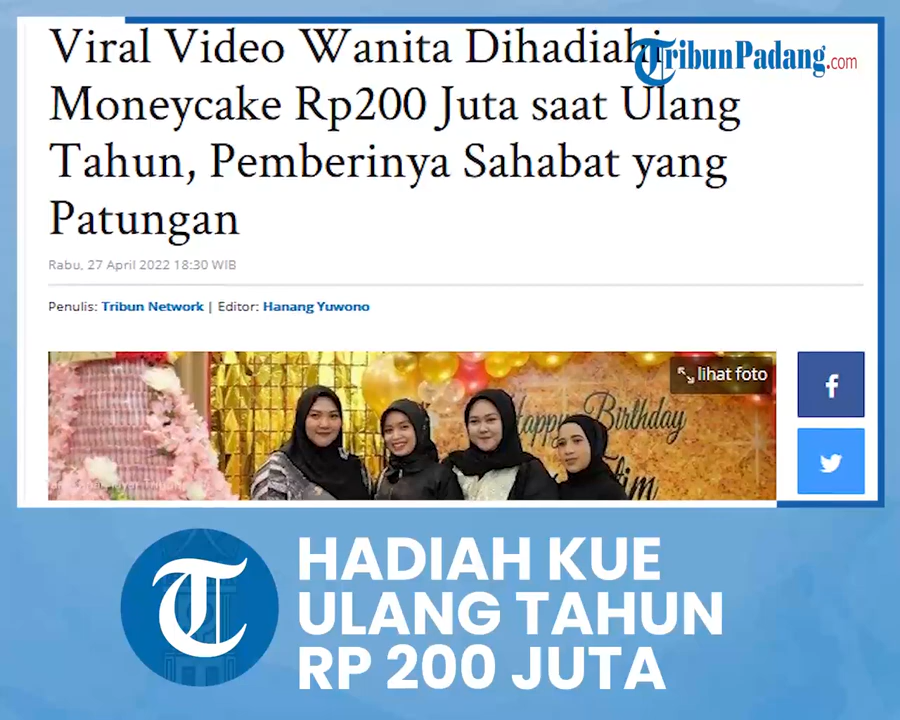 Viral Video Wanita Dihadiahi
TribunPadang.com
Moneycake Rp200 Juta saat Ulang
Tahun, Pemberinya Sahabat yang
Patungan
Rabu, 27 April 2022 18:30 WIB
Penulis: Tribun Network | Editor: Hanang Yuwono
lihat foto
Happy Birthday
f
T
HADIAH KUE
ULANG TAHUN
RP 200 JUTA